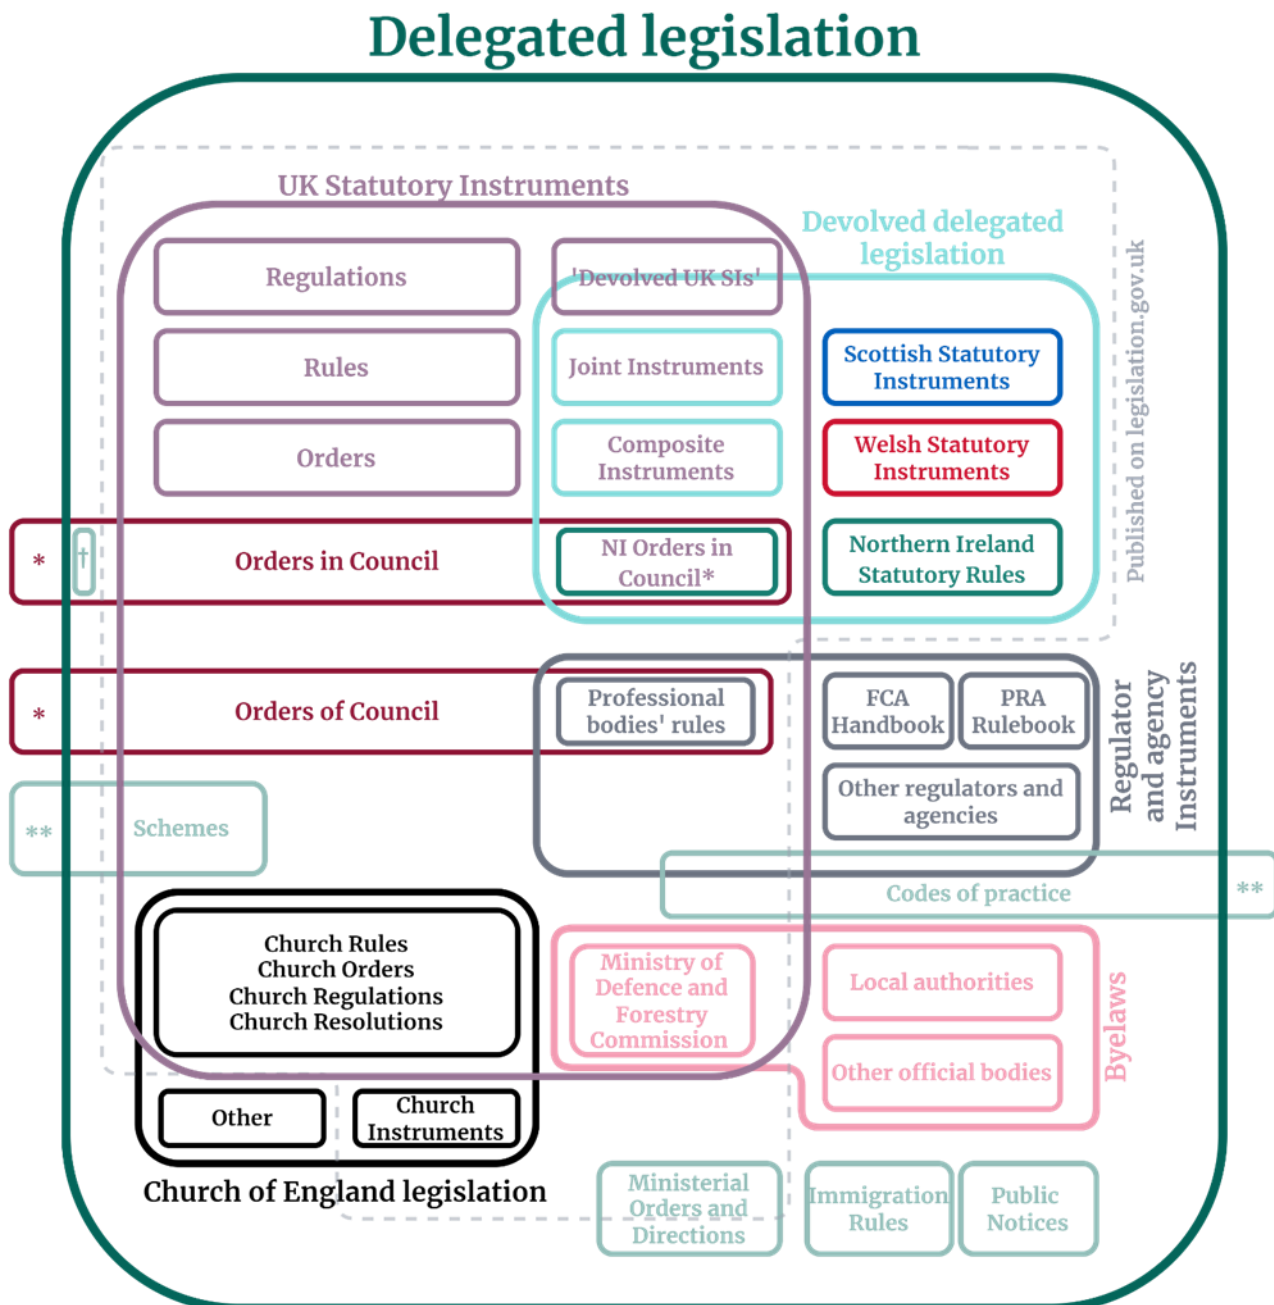 Delegated legislation
UK Statutory Instruments
Devolved delegated
legislation
Published on legislation.gov.uk
Regulations
'Devolved UK SIs'
Rules
Joint Instruments
Scottish Statutory
Instruments
Orders
Composite
Instruments
Welsh Statutory
Instruments
*
†
Orders in Council
NI Orders in
Council*
Northern Ireland
Statutory Rules
*
Orders of Council
Professional
bodies' rules
FCA
Handbook
PRA
Rulebook
Regulator
and agency
Instruments
Other regulators and
agencies
**
Schemes
Codes of practice
**
Church Rules
Church Orders
Church Regulations
Church Resolutions
Ministry of
Defence and
Forestry
Commission
Local authorities
Other official bodies
Byelaws
Other
Church
Instruments
Church of England legislation
Ministerial
Orders and
Directions
Immigration
Rules
Public
Notices